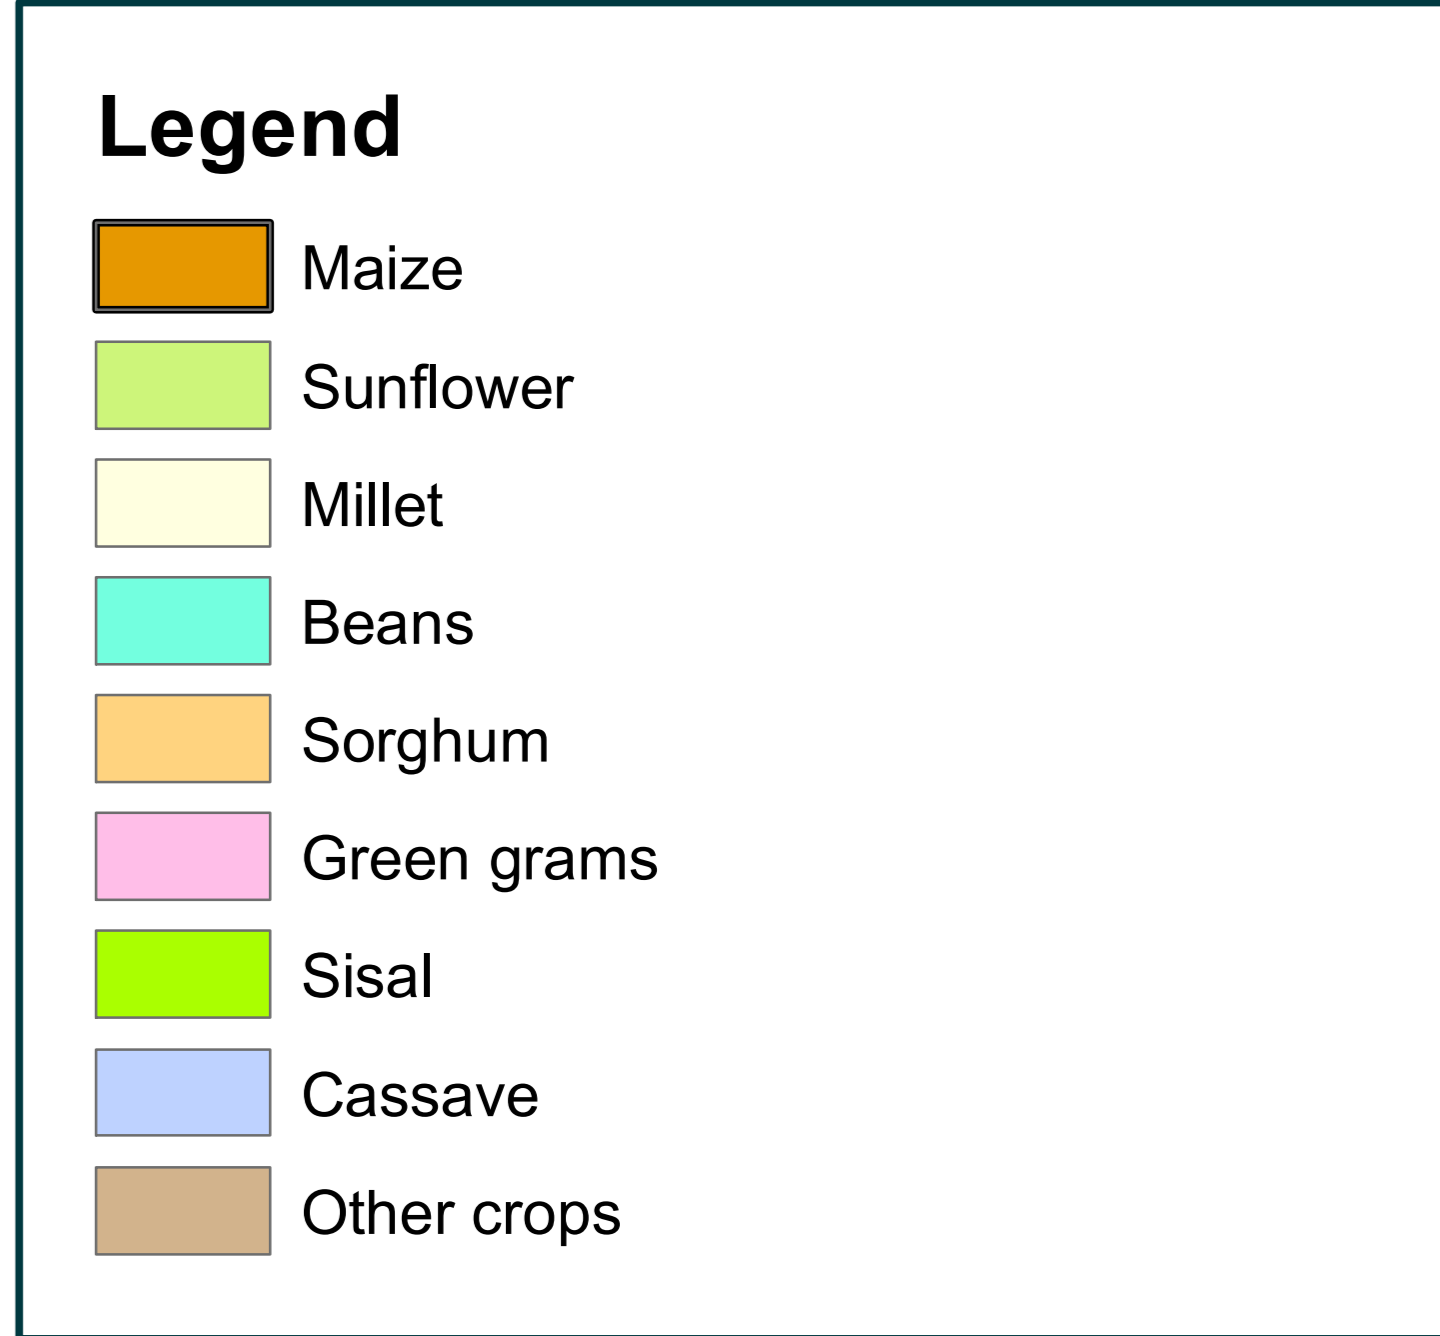 Legend
Maize
Sunflower
Millet
Beans
Sorghum
Green grams
Sisal
Cassave
Other crops